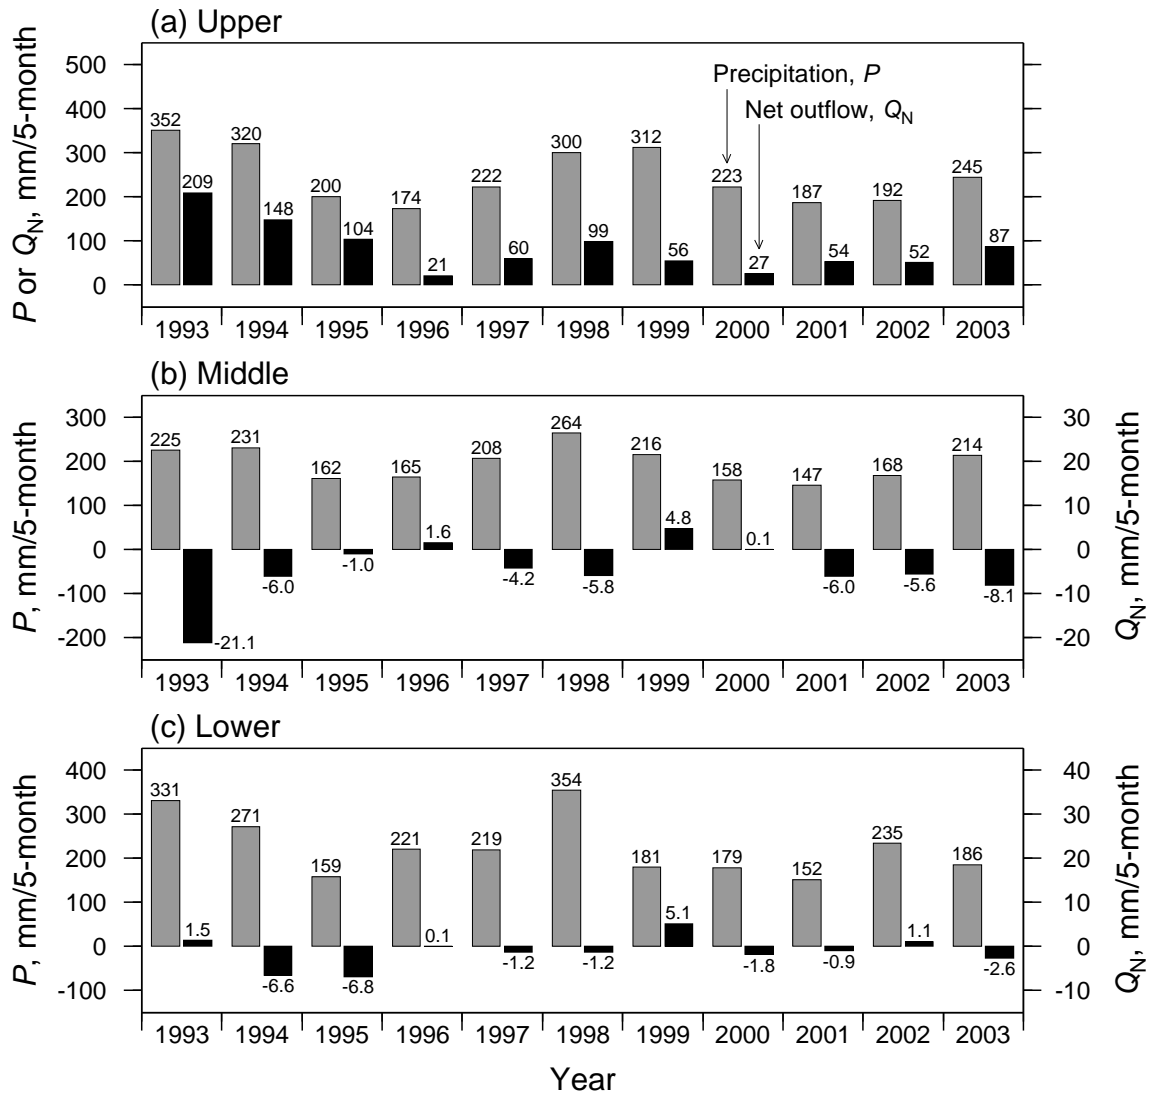 (a) Upper
P or QN, mm/5-month
500
400
300
200
100
0
Precipitation, P
Net outflow, QN
352 209 320 148 200 104 174 21 222 60 300 99 312 56 223 27 187 54 192 52 245 87
1993 1994 1995 1996 1997 1998 1999 2000 2001 2002 2003
(b) Middle
P, mm/5-month
300
200
100
0
-100
-200
225 -21.1 231 -6.0 162 -1.0 165 1.6 208 -4.2 264 -5.8 216 4.8 158 0.1 147 -6.0 168 -5.6 214 -8.1
30
20
10
0
-10
-20
QN, mm/5-month
1993 1994 1995 1996 1997 1998 1999 2000 2001 2002 2003
(c) Lower
P, mm/5-month
400
300
200
100
0
-100
331 1.5 271 -6.6 159 -6.8 221 0.1 219 -1.2 354 -1.2 181 5.1 179 -1.8 152 -0.9 235 1.1 186 -2.6
40
30
20
10
0
-10
QN, mm/5-month
1993 1994 1995 1996 1997 1998 1999 2000 2001 2002 2003
Year